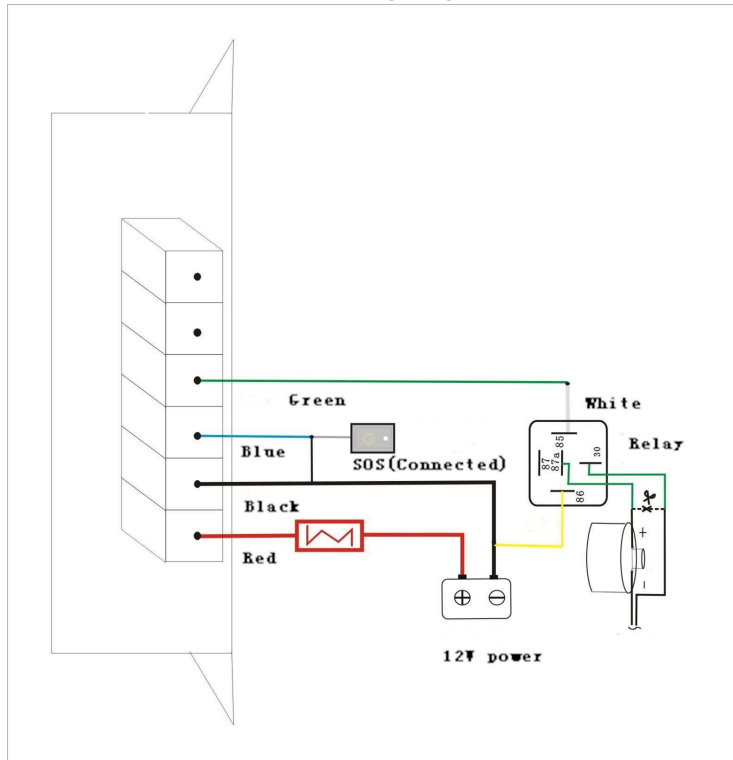 Green
White
Blue
SOS(Connected)
Relay
85
30
87
87a
86
Black
Red
+
−
12V power